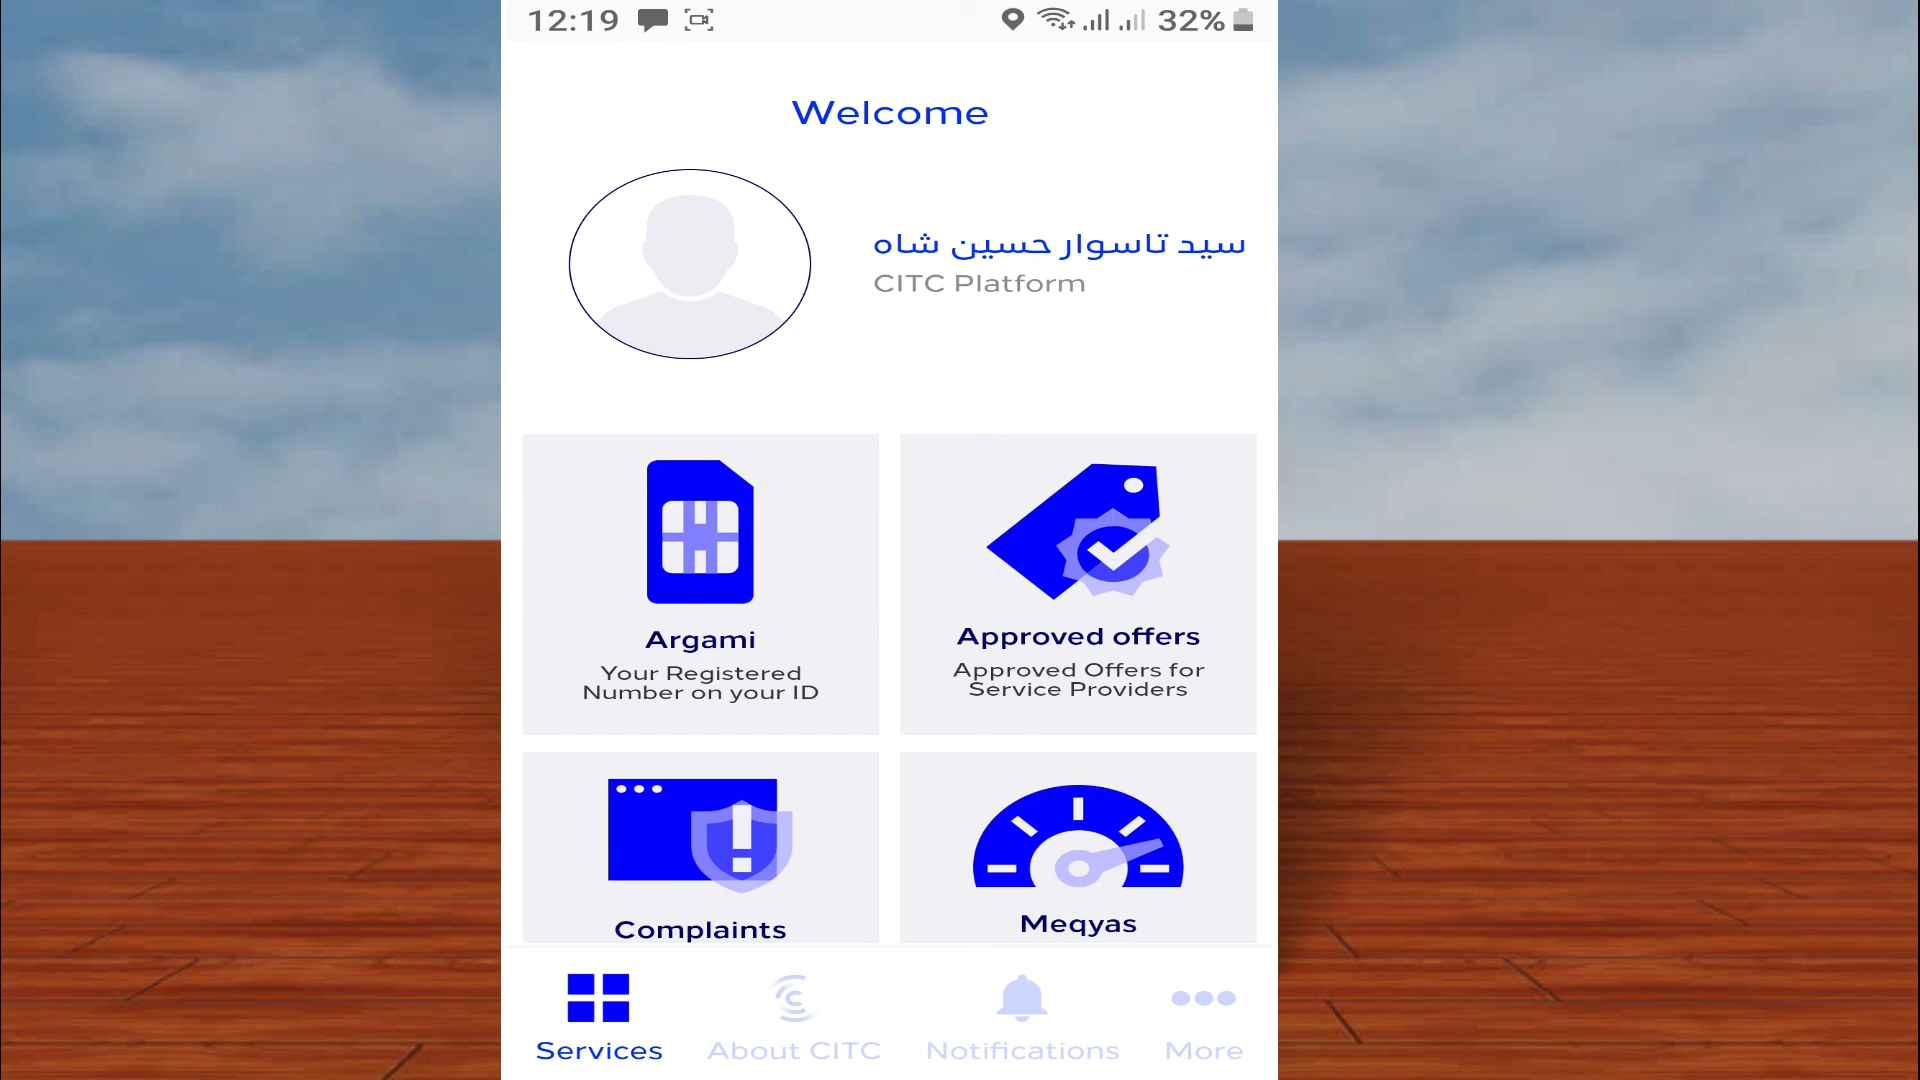 12:19
32%
Welcome
سيد تاسوار حسين شاه
CITC Platform
Argami
Your Registered
Number on your ID
Approved offers
Approved Offers for
Service Providers
Complaints
Meqyas
Services
About CITC
Notifications
More